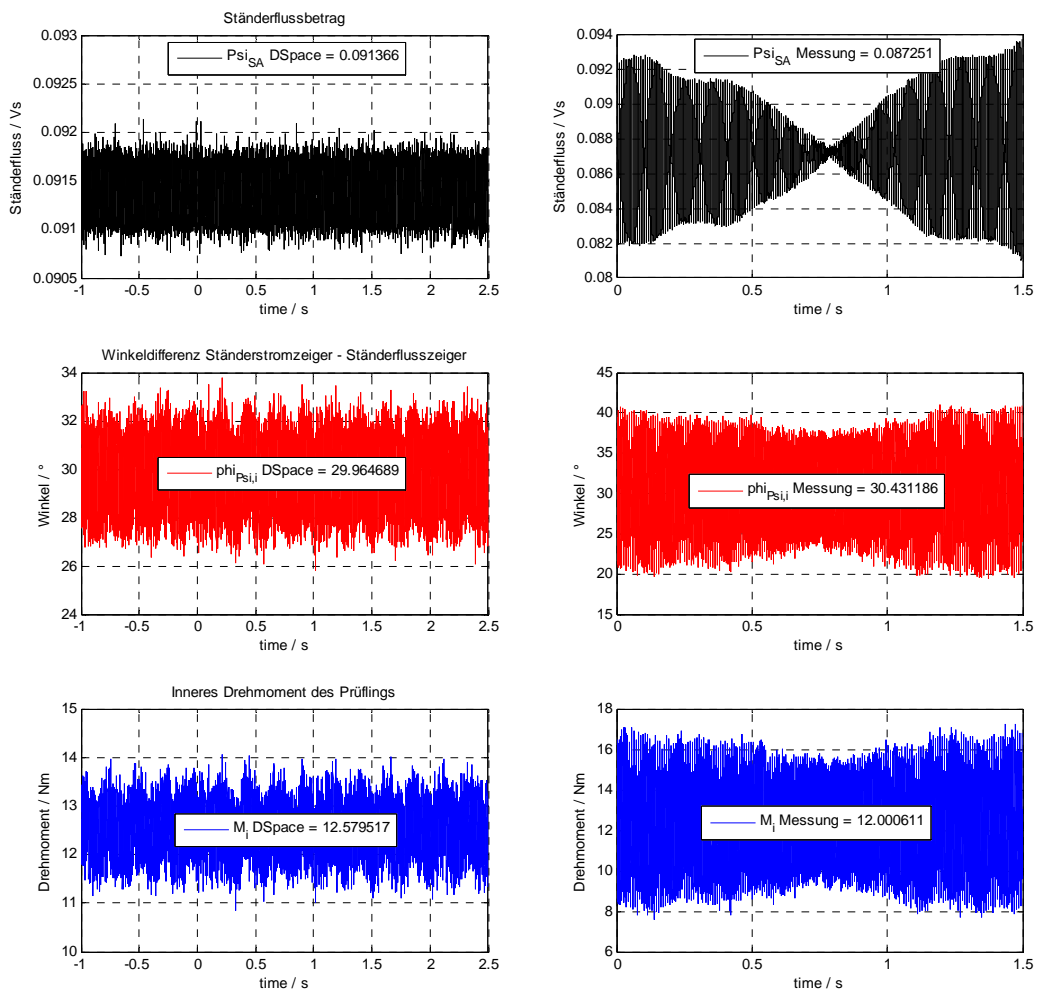 Ständerflussbetrag
0.093
0.0925
0.092
0.0915
0.091
0.0905
Ständerfluss / Vs
Psi_SA DSpace = 0.091366
-1 -0.5 0 0.5 1 1.5 2 2.5
time / s
0.094
0.092
0.09
0.088
0.086
0.084
0.082
0.08
Ständerfluss / Vs
Psi_SA Messung = 0.087251
0 0.5 1 1.5
time / s
Winkeldifferenz Ständerstromzeiger - Ständerflusszeiger
34
32
30
28
26
24
Winkel / °
phi_Psi,i DSpace = 29.964689
-1 -0.5 0 0.5 1 1.5 2 2.5
time / s
45
40
35
30
25
20
15
Winkel / °
phi_Psi,i Messung = 30.431186
0 0.5 1 1.5
time / s
Inneres Drehmoment des Prüflings
15
14
13
12
11
10
Drehmoment / Nm
M_i DSpace = 12.579517
-1 -0.5 0 0.5 1 1.5 2 2.5
time / s
18
16
14
12
10
8
6
Drehmoment / Nm
M_i Messung = 12.000611
0 0.5 1 1.5
time / s